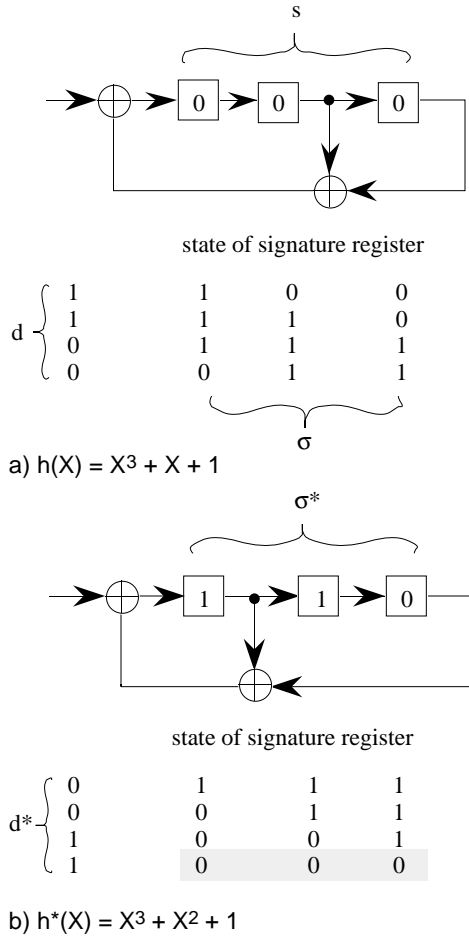 s
0 0 0
state of signature register
1 1 0 0
1 1 1 0
d
0 1 1 1
0 0 1 1
σ
a) h(X) = X³ + X + 1
σ*
1 1 0
state of signature register
0 1 1 1
0 0 1 1
d*
1 0 0 1
1 0 0 0
b) h*(X) = X³ + X² + 1